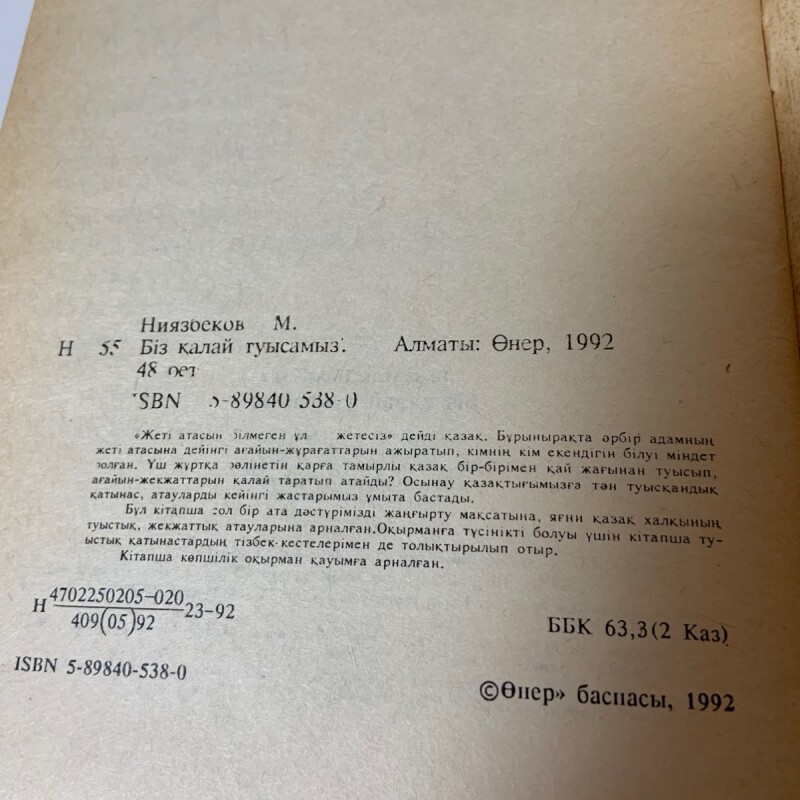 Ниязбеков М.
Н 55 Біз қалай туысамыз. Алматы: Өнер, 1992
48 бет
ISBN 5-89840 538-0
«Жеті атасын білмеген ұл жетесіз» дейді қазақ. Бұрынырақта әрбір адамның
жеті атасына дейінгі ағайын-жұрағаттарын ажыратып, кімнің кім екендігін білуі міндет
болған. Үш жұртқа бөлінетін қарға тамырлы қазақ бір-бірімен қай жағынан туысып,
ағайын-жекжаттарын қалай таратып атайды? Осынау қазақтығымызға тән туысқандық
қатынас, атауларды кейінгі жастарымыз ұмыта бастады.
Бұл кітапша сол бір ата дәстүрімізді жаңғырту мақсатына, яғни қазақ халқының
туыстық, жекжаттық атауларына арналған.Оқырманға түсінікті болуы үшін кітапша ту-
ыстық қатынастардың тізбек-кестелерімен де толықтырылып отыр.
Кітапша көпшілік оқырман қауымға арналған.
Н 4702250205-020
409(05)92 23-92
ББК 63,3(2 Каз)
ISBN 5-89840-538-0
©Өнер» баспасы, 1992